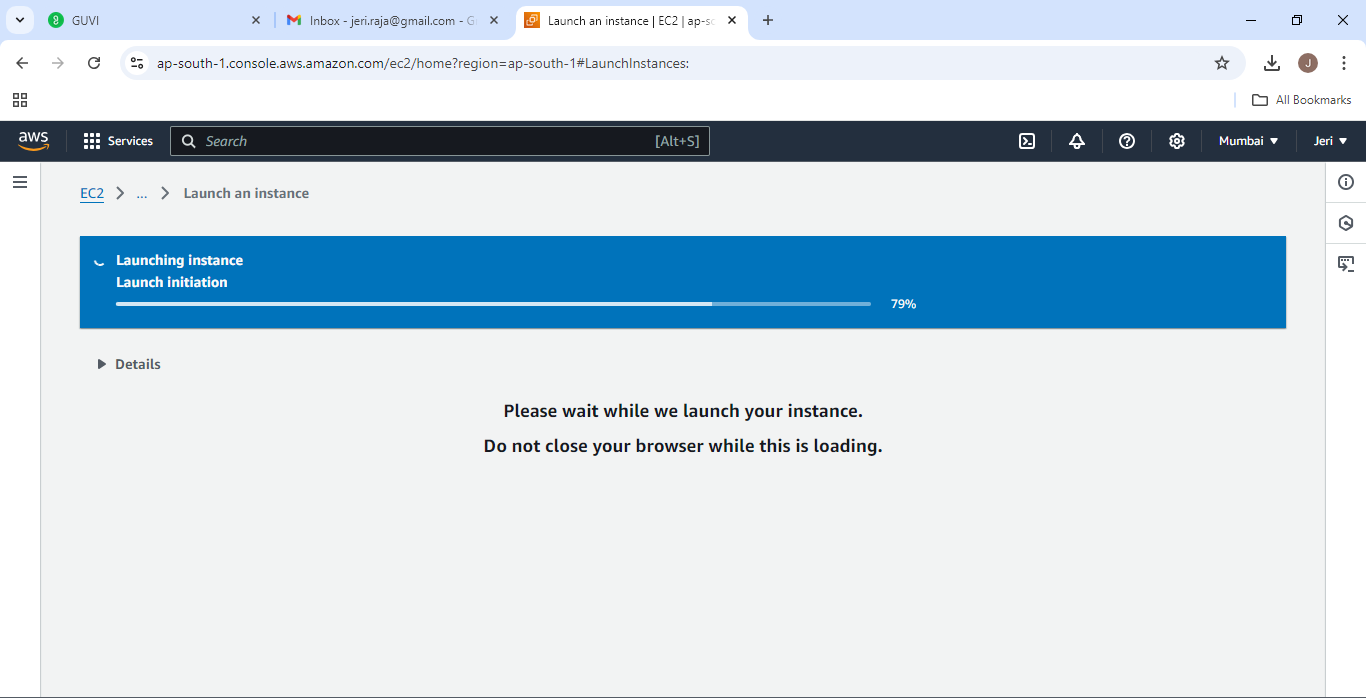 GUVI
Inbox - jeri.raja@gmail.com - G
Launch an instance | EC2 | ap-sc
ap-south-1.console.aws.amazon.com/ec2/home?region=ap-south-1#LaunchInstances:
J
All Bookmarks
aws
Services
Search
[Alt+S]
Mumbai
Jeri
EC2 > ... > Launch an instance
Launching instance
Launch initiation
79%
Details
Please wait while we launch your instance.
Do not close your browser while this is loading.